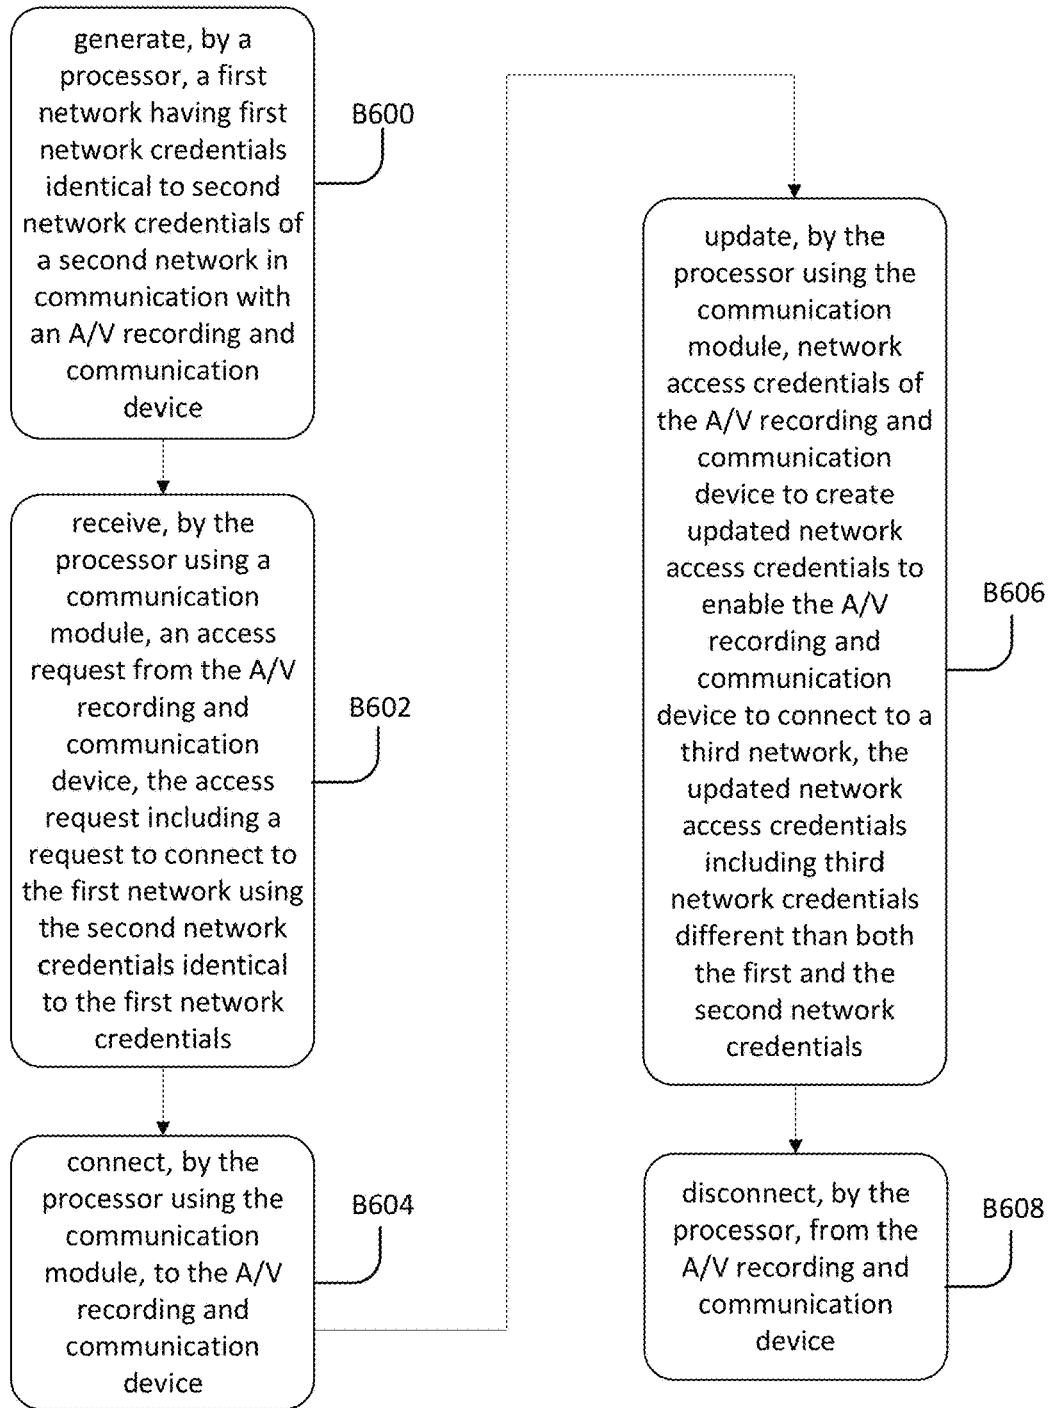 generate, by a
processor, a first
network having first
network credentials
identical to second
network credentials of
a second network in
communication with
an A/V recording and
communication
device
B600
receive, by the
processor using a
communication
module, an access
request from the A/V
recording and
communication
device, the access
request including a
request to connect to
the first network using
the second network
credentials identical
to the first network
credentials
B602
connect, by the
processor using the
communication
module, to the A/V
recording and
communication
device
B604
update, by the
processor using the
communication
module, network
access credentials of
the A/V recording and
communication
device to create
updated network
access credentials to
enable the A/V
recording and
communication
device to connect to a
third network, the
updated network
access credentials
including third
network credentials
different than both
the first and the
second network
credentials
B606
disconnect, by the
processor, from the
A/V recording and
communication
device
B608